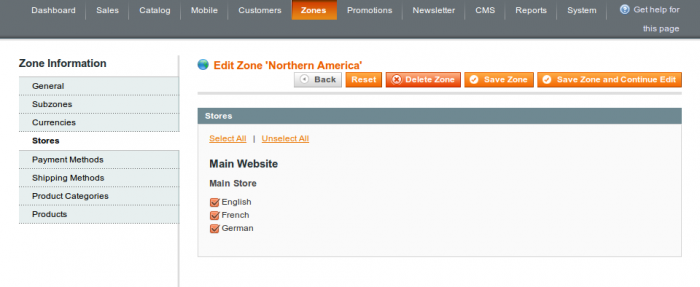 Dashboard Sales Catalog Mobile Customers Zones Promotions Newsletter CMS Reports System Get help for this page
Zone Information
General
Subzones
Currencies
Stores
Payment Methods
Shipping Methods
Product Categories
Products
Edit Zone 'Northern America'
Back Reset Delete Zone Save Zone Save Zone and Continue Edit
Stores
Select All | Unselect All
Main Website
Main Store
English
French
German